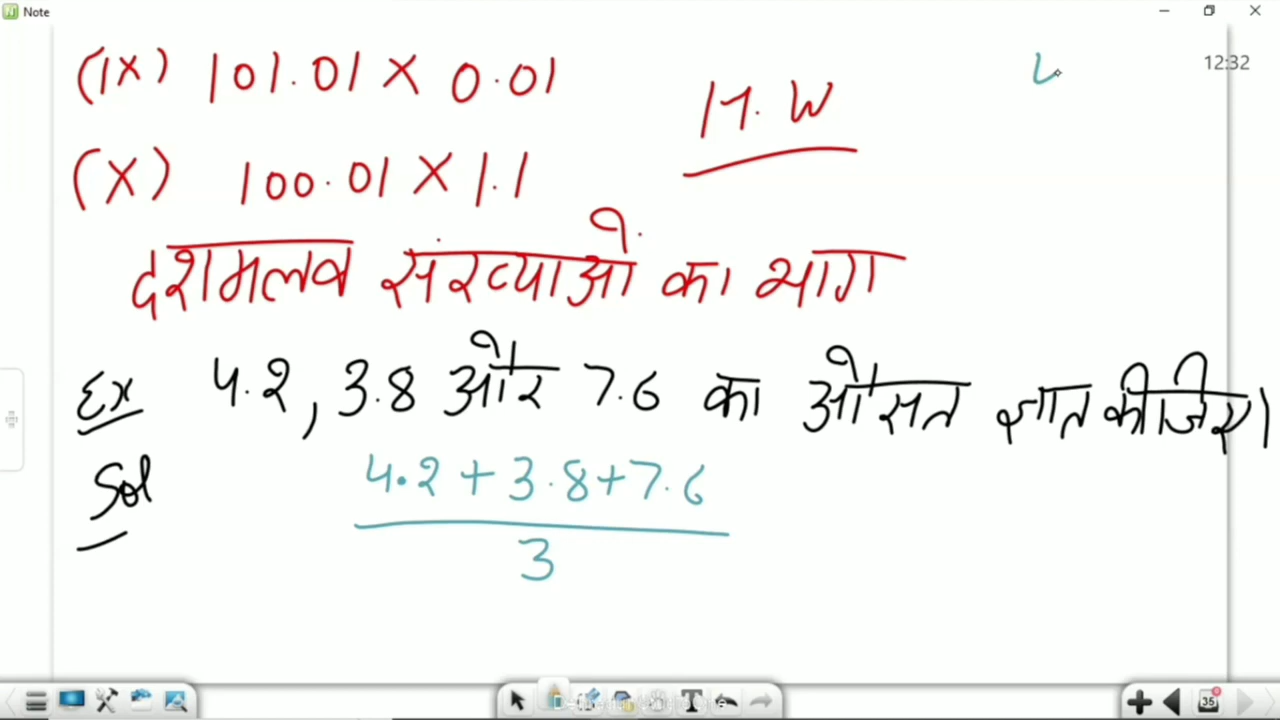 Note
12:32
(ix) 101.01 × 0.01
H.W
(x) 100.01 × 1.1
दशमलव संख्याओं का भाग
Ex 4.2, 3.8 और 7.6 का औसत ज्ञात कीजिए।
Sol 4.2 + 3.8 + 7.6
3
T
35